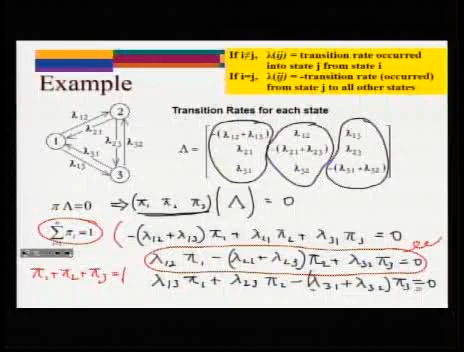 If i≠j, λ(ij) = transition rate occurred
into state j from state i
If i=j, λ(ij) = -transition rate (occurred)
from state j to all other states
Example
Transition Rates for each state
1 2 3 λ₁₂ λ₂₁ λ₂₃ λ₃₂ λ₃₁ λ₁₃
Λ = [ -(λ₁₂+λ₁₃) λ₁₂ λ₁₃
λ₂₁ -(λ₂₁+λ₂₃) λ₂₃
λ₃₁ λ₃₂ -(λ₃₁+λ₃₂) ]
πΛ=0 ⇒ (π₁ π₂ π₃) (Λ) = 0
∑πᵢ=1 -(λ₁₂+λ₁₃) π₁ + λ₂₁ π₂ + λ₃₁ π₃ = 0
λ₁₂ π₁ -(λ₂₁+λ₂₃) π₂ + λ₃₂ π₃ = 0
π₁+π₂+π₃=1 λ₁₃ π₁ + λ₂₃ π₂ -(λ₃₁+λ₃₂) π₃ = 0